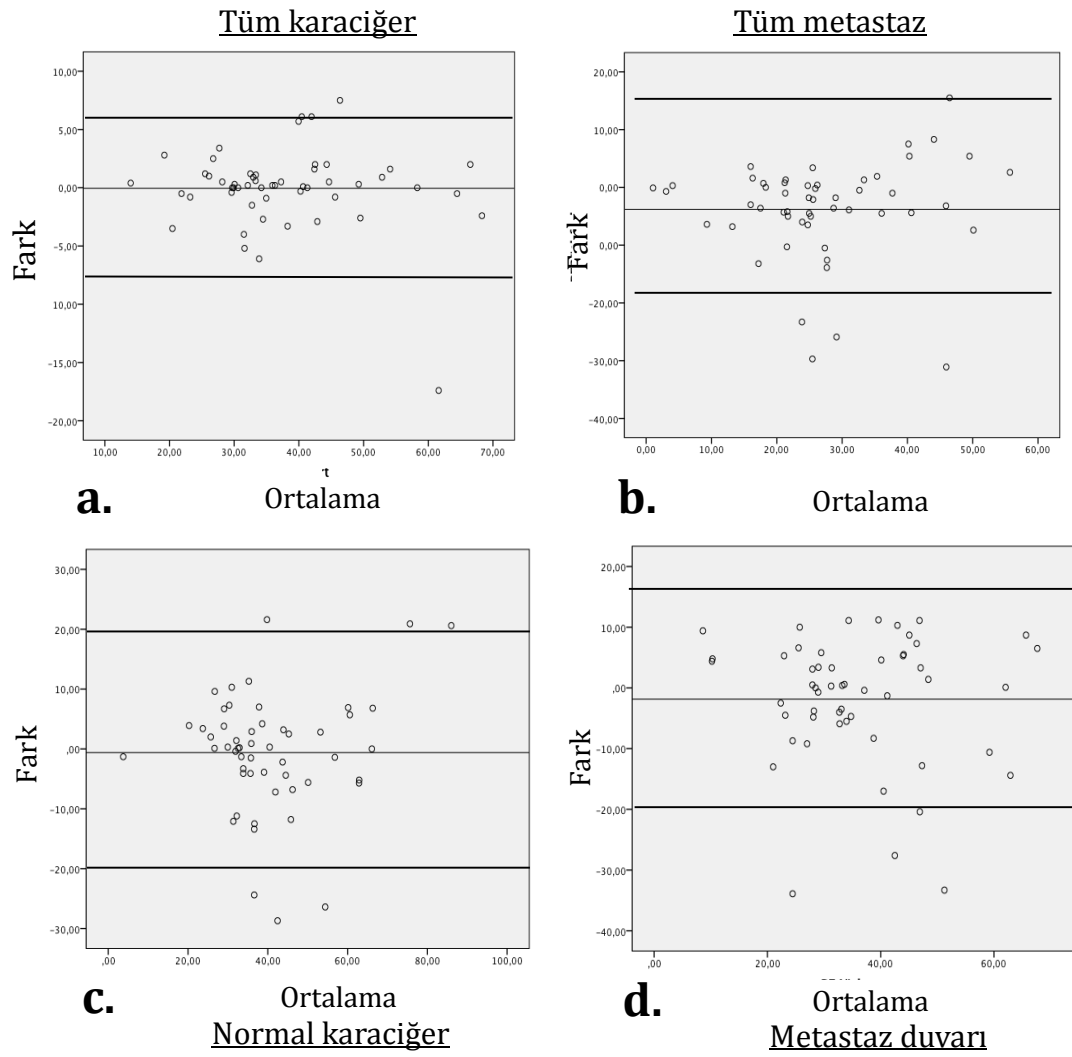 Tüm karaciğer
Fark
10,00
5,00
0,00
−5,00
10,00
−15,00
−20,00
10,00 20,00 30,00 40,00 50,00 60,00 70,00
a.
Ortalama
Tüm metastaz
Fark
20,00
10,00
0,00
0,00
−20,00
−30,00
−40,00
0,00 10,00 20,00 30,00 40,00 50,00 60,00
b.
Ortalama
Fark
30,00
20,00
10,00
,00
−10,00
−20,00
−30,00
,00 20,00 40,00 60,00 80,00 100,00
c.
Ortalama
Normal karaciğer
Fark
20,00
10,00
,00
−10,00
−20,00
−30,00
−40,00
,00 20,00 40,00 60,00
d.
Ortalama
Metastaz duvarı